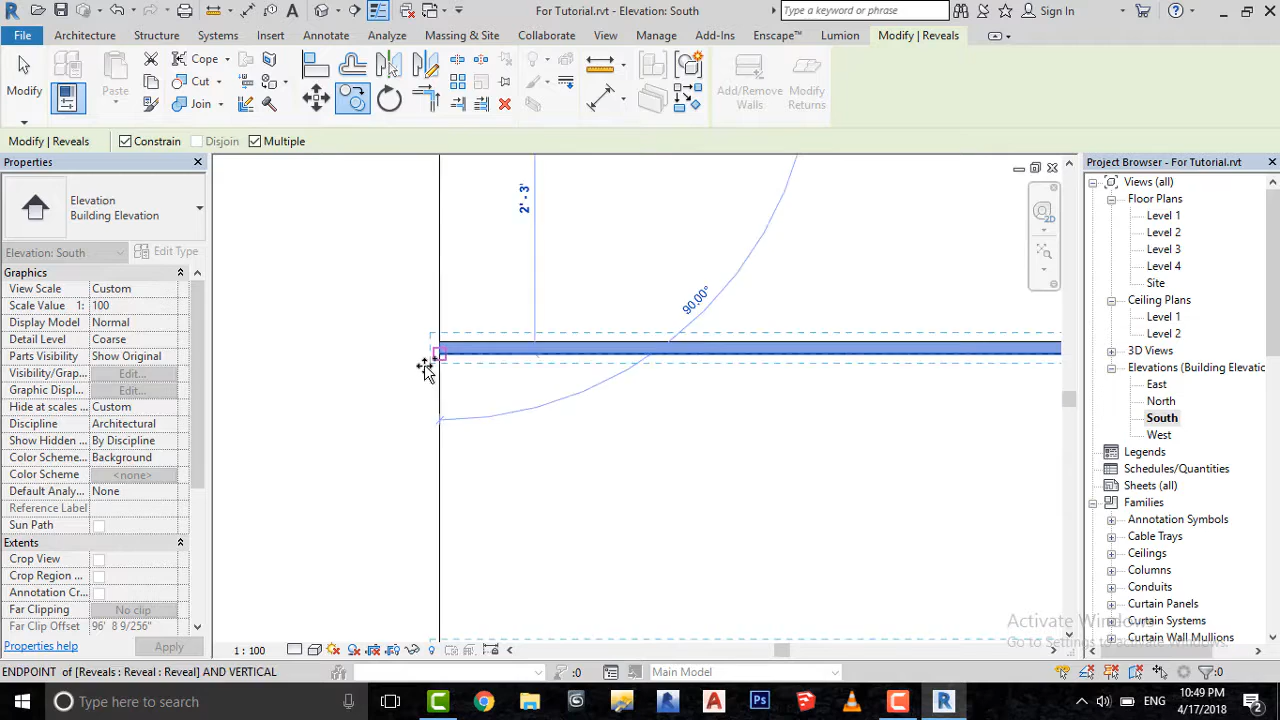 For Tutorial.rvt - Elevation: South
Type a keyword or phrase
Sign In
File Architecture Structure Systems Insert Annotate Analyze Massing & Site Collaborate View Manage Add-Ins Enscape™ Lumion Modify | Reveals
Modify
Paste
Cope
Cut
Join
Add/Remove Walls
Modify Returns
Modify | Reveals Constrain Disjoin Multiple
Properties
Elevation
Building Elevation
Elevation: South Edit Type
Graphics
View Scale Custom
Scale Value 1: 100
Display Model Normal
Detail Level Coarse
Parts Visibility Show Original
Visibility/Grap... Edit...
Graphic Displ... Edit...
Hide at scales ... Custom
Discipline Architectural
Show Hidden ... By Discipline
Color Scheme... Background
Color Scheme <none>
Default Analy... None
Reference Label
Sun Path
Extents
Crop View
Crop Region ...
Annotation Cr...
Far Clipping No clip
Far Clip Offset 96' 8 9/256"
Properties help Apply
2' - 3'
90.00°
2D
Project Browser - For Tutorial.rvt
Views (all)
Floor Plans
Level 1
Level 2
Level 3
Level 4
Site
Ceiling Plans
Level 1
Level 2
3D Views
Elevations (Building Elevatio
East
North
South
West
Legends
Schedules/Quantities
Sheets (all)
Families
Annotation Symbols
Cable Trays
Ceilings
Columns
Conduits
Curtain Panels
Curtain Systems
Curtain Wall Mullions
Activate Windows
Go to Settings to activate Windows.
1 : 100
ENDPOINT of [Reveals : Reveal : Reveal] AND VERTICAL
:0
Main Model
:0
Type here to search
ENG
10:49 PM
4/17/2018